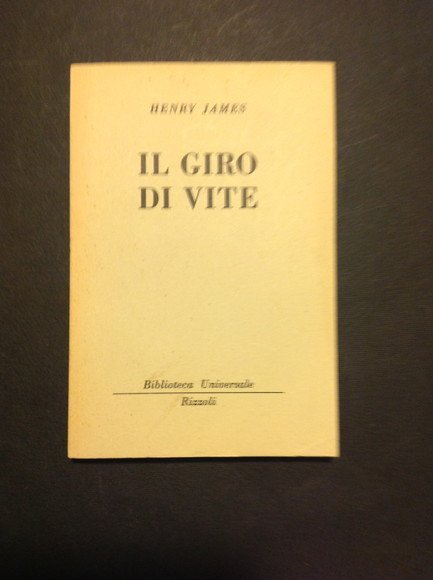 HENRY JAMES
IL GIRO
DI VITE
Biblioteca Universale
Rizzoli